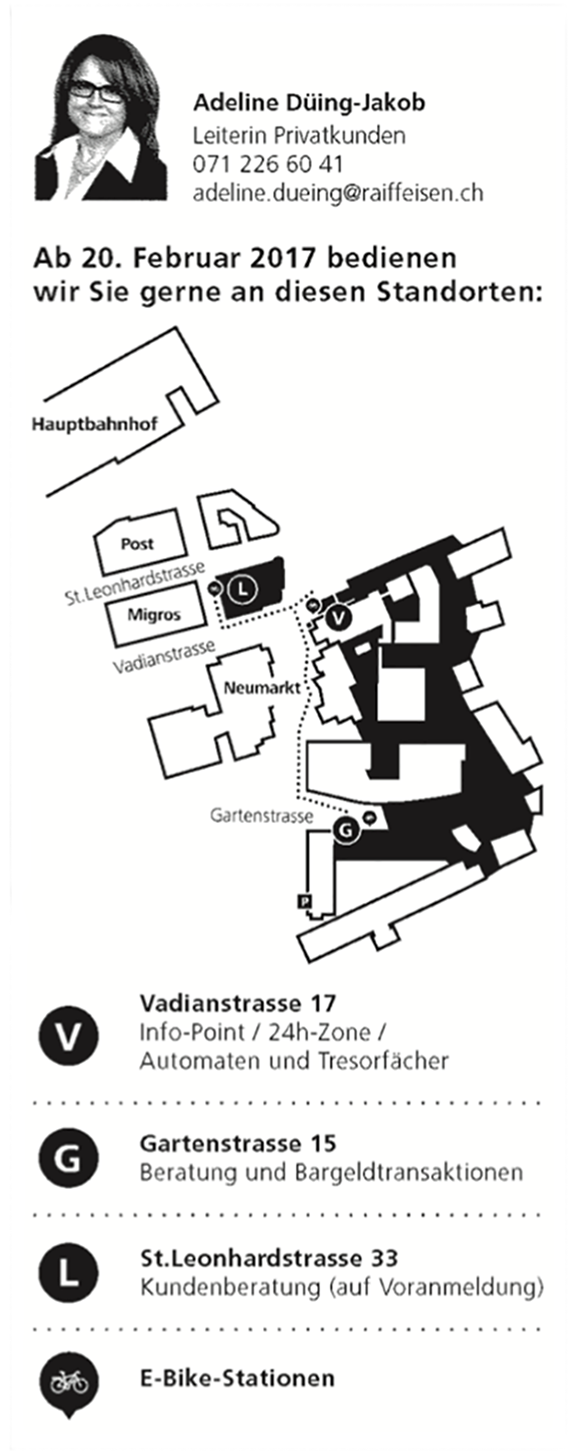 Adeline Düing-Jakob
Leiterin Privatkunden
071 226 60 41
adeline.dueing@raiffeisen.ch
Ab 20. Februar 2017 bedienen
wir Sie gerne an diesen Standorten:
Hauptbahnhof
Post
St.Leonhardstrasse
L
Migros
V
Vadianstrasse
Neumarkt
Gartenstrasse
G
P
V
Vadianstrasse 17
Info-Point / 24h-Zone /
Automaten und Tresorfächer
G
Gartenstrasse 15
Beratung und Bargeldtransaktionen
L
St.Leonhardstrasse 33
Kundenberatung (auf Voranmeldung)
E-Bike-Stationen